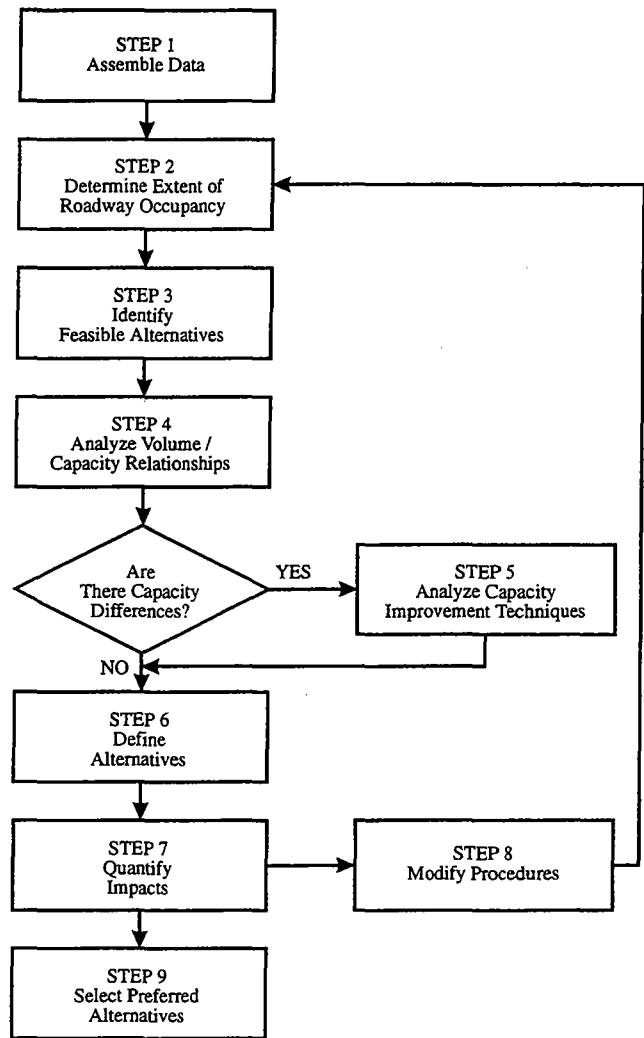 STEP 1
Assemble Data
STEP 2
Determine Extent of
Roadway Occupancy
STEP 3
Identify
Feasible Alternatives
STEP 4
Analyze Volume /
Capacity Relationships
Are
There Capacity
Differences?
YES
STEP 5
Analyze Capacity
Improvement Techniques
NO
STEP 6
Define
Alternatives
STEP 7
Quantify
Impacts
STEP 8
Modify Procedures
STEP 9
Select Preferred
Alternatives